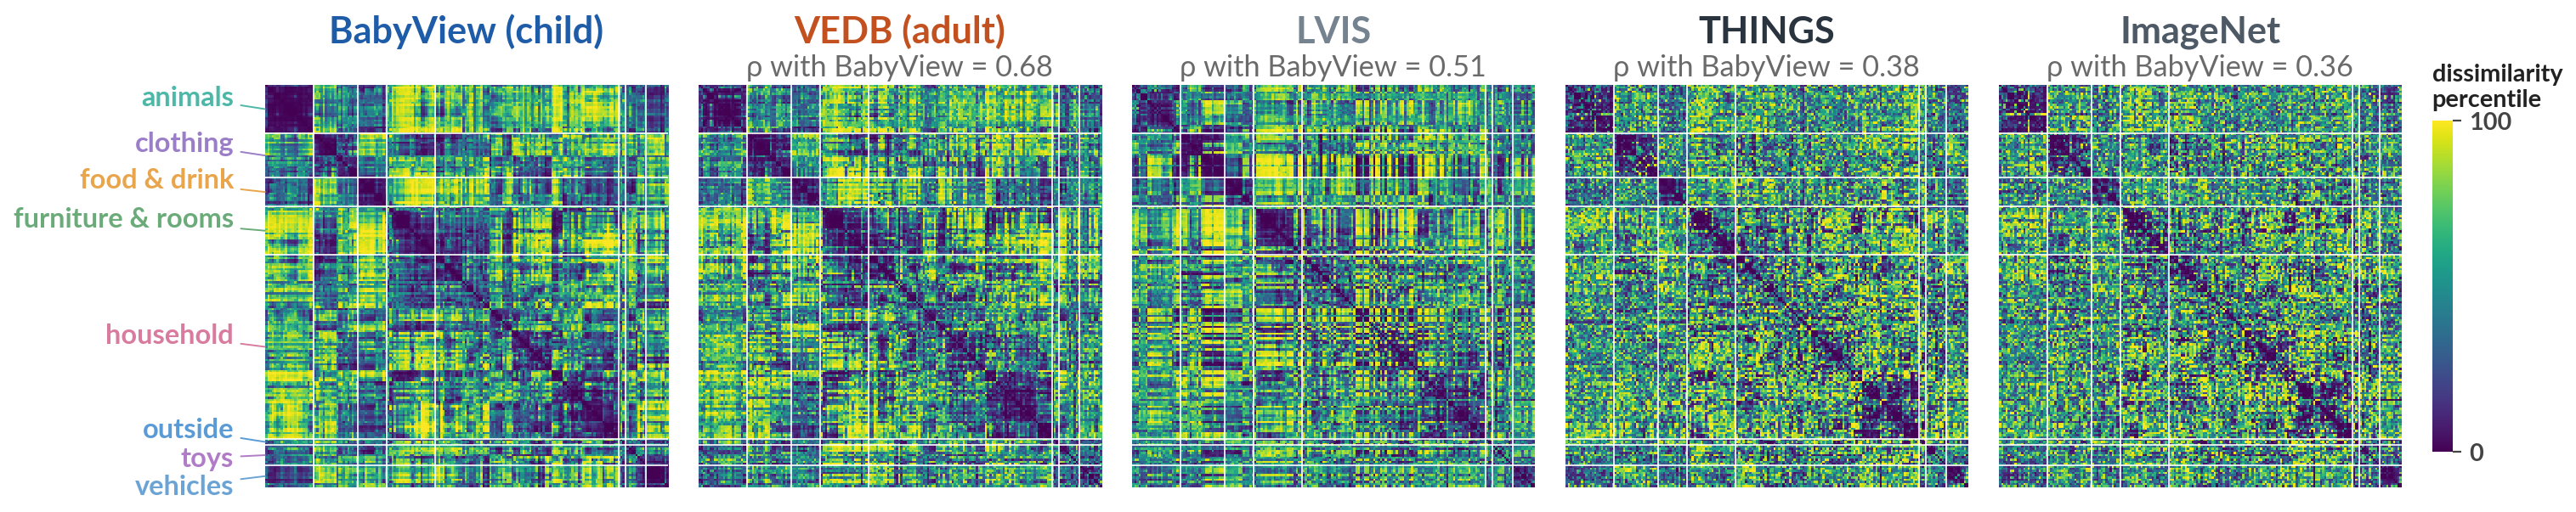 BabyView (child)
VEDB (adult)
ρ with BabyView = 0.68
LVIS
ρ with BabyView = 0.51
THINGS
ρ with BabyView = 0.38
ImageNet
ρ with BabyView = 0.36
animals
clothing
food & drink
furniture & rooms
household
outside
toys
vehicles
dissimilarity
percentile
100
0